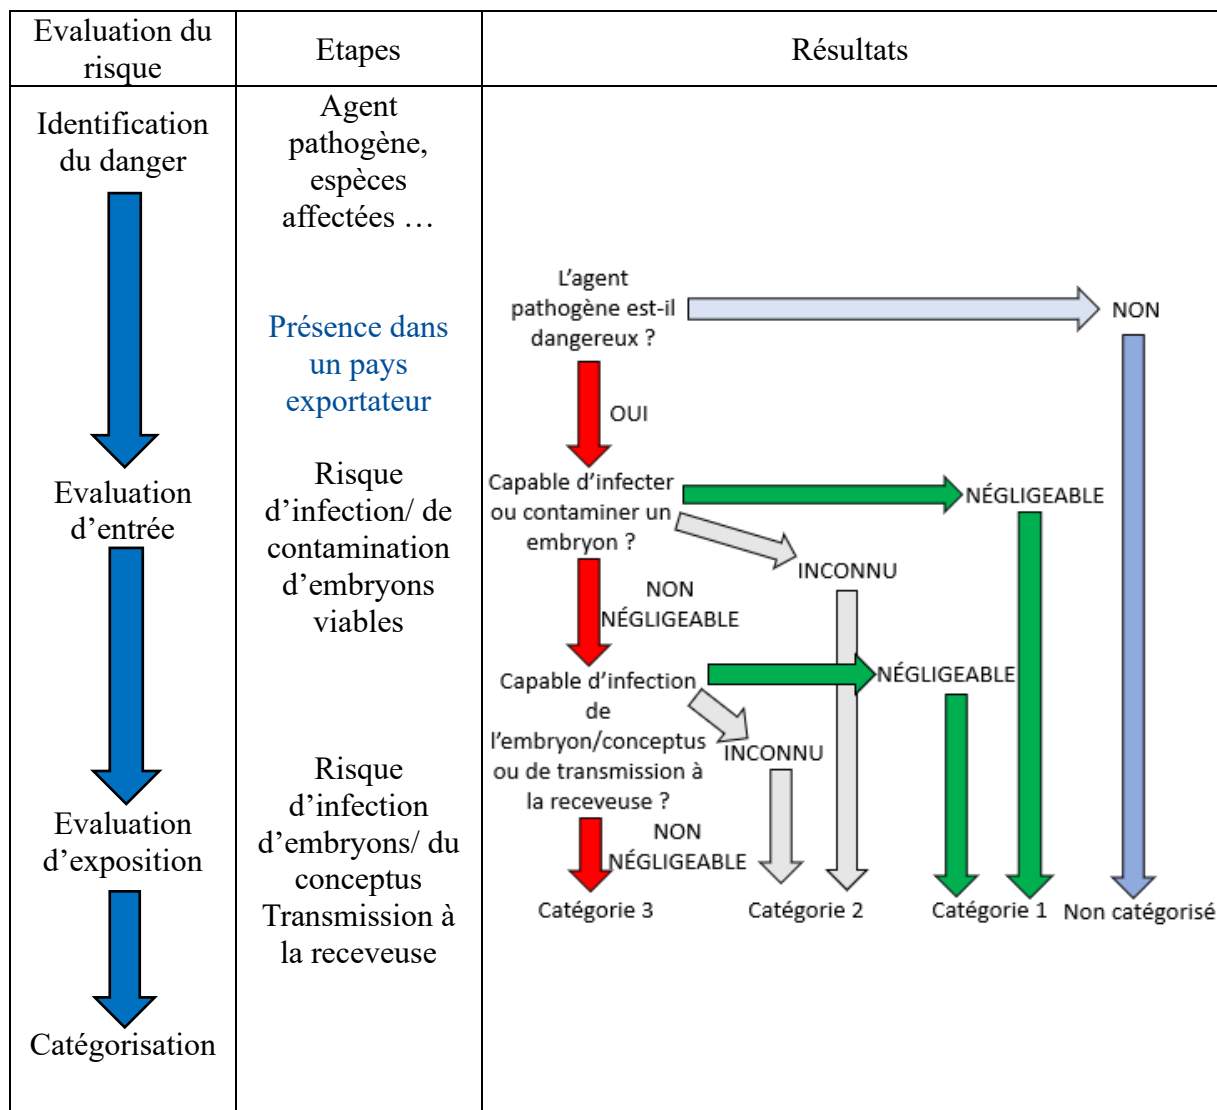 Evaluation du
risque
Etapes
Résultats
Identification
du danger
Evaluation
d'entrée
Evaluation
d'exposition
Catégorisation
Agent
pathogène,
espèces
affectées …
Présence dans
un pays
exportateur
Risque
d'infection/ de
contamination
d'embryons
viables
Risque
d'infection
d'embryons/ du
conceptus
Transmission à
la receveuse
L'agent
pathogène est-il
dangereux ?
NON
OUI
Capable d'infecter
ou contaminer un
embryon ?
NÉGLIGEABLE
INCONNU
NON
NÉGLIGEABLE
Capable d'infection
de
l'embryon/conceptus
ou de transmission à
la receveuse ?
NÉGLIGEABLE
INCONNU
NON
NÉGLIGEABLE
Catégorie 3
Catégorie 2
Catégorie 1
Non catégorisé